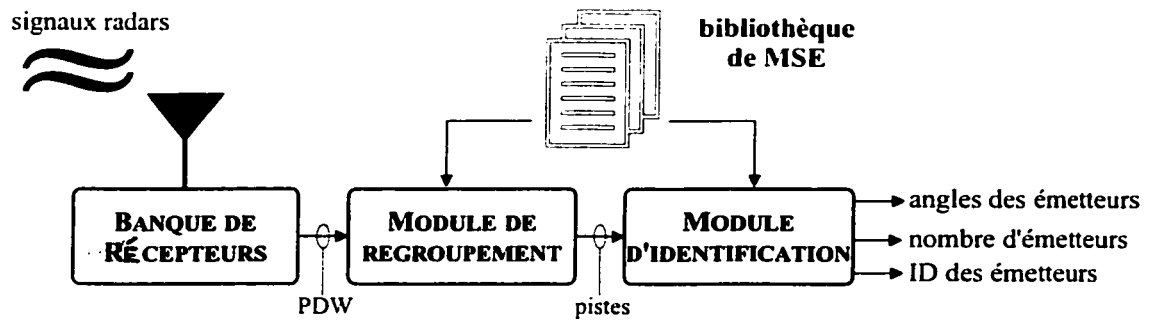 signaux radars
bibliothèque
de MSE
BANQUE DE
RÉCEPTEURS
MODULE DE
REGROUPEMENT
MODULE
D'IDENTIFICATION
angles des émetteurs
nombre d'émetteurs
ID des émetteurs
PDW
pistes